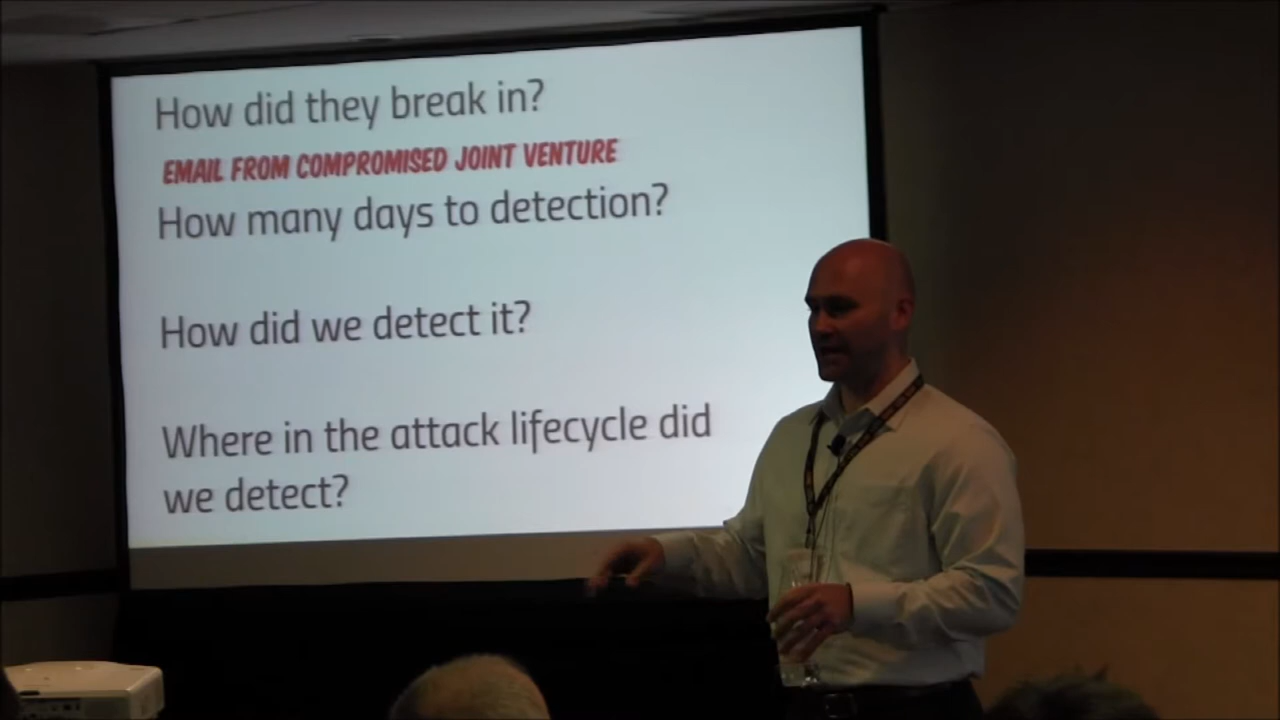 How did they break in?
EMAIL FROM COMPROMISED JOINT VENTURE
How many days to detection?
How did we detect it?
Where in the attack lifecycle did
we detect?